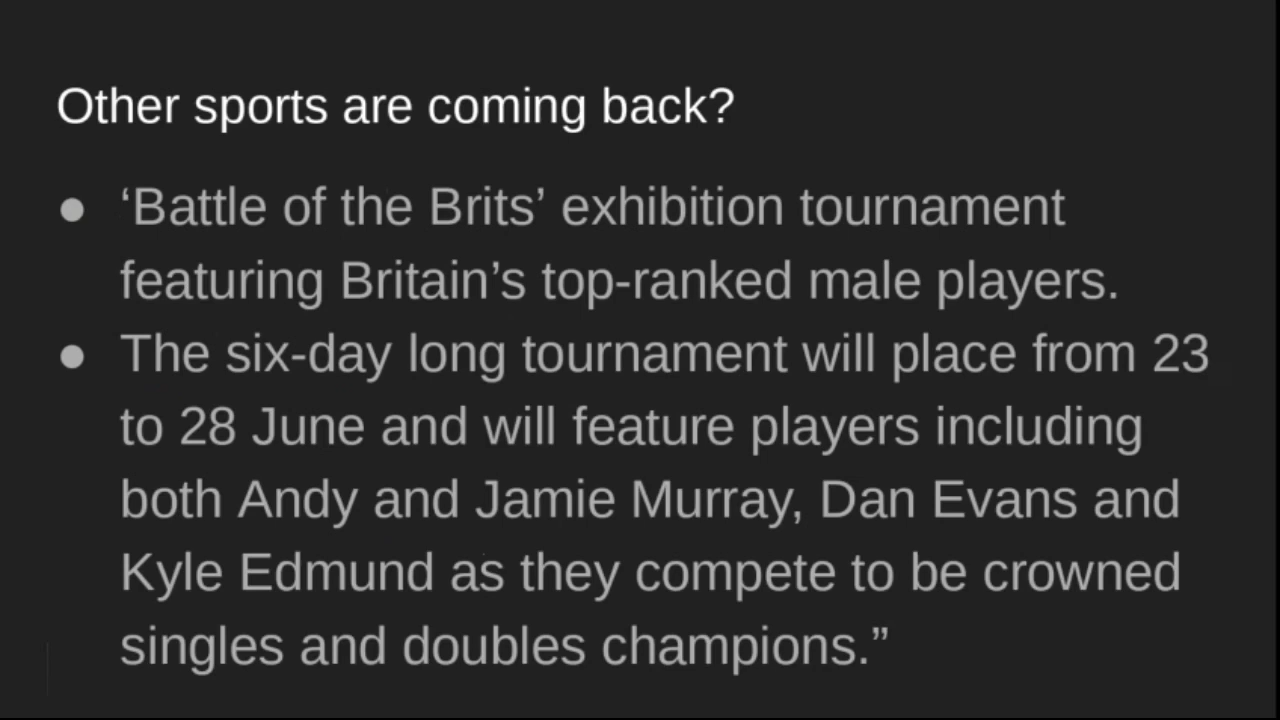 Other sports are coming back?
● ‘Battle of the Brits’ exhibition tournament
featuring Britain’s top-ranked male players.
● The six-day long tournament will place from 23
to 28 June and will feature players including
both Andy and Jamie Murray, Dan Evans and
Kyle Edmund as they compete to be crowned
singles and doubles champions.”